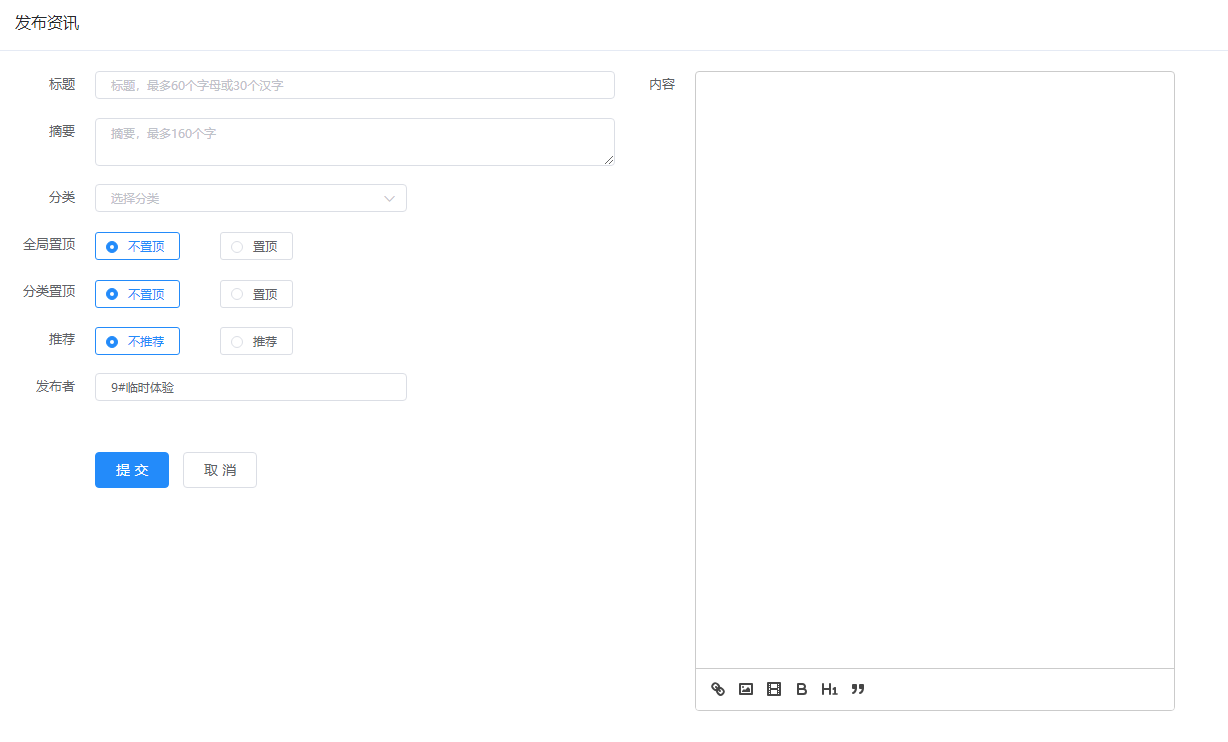 发布资讯
标题
标题，最多60个字母或30个汉字
摘要
摘要，最多160个字
分类
选择分类
全局置顶
不置顶
置顶
分类置顶
不置顶
置顶
推荐
不推荐
推荐
发布者
9#临时体验
提交
取消
内容
B
H1